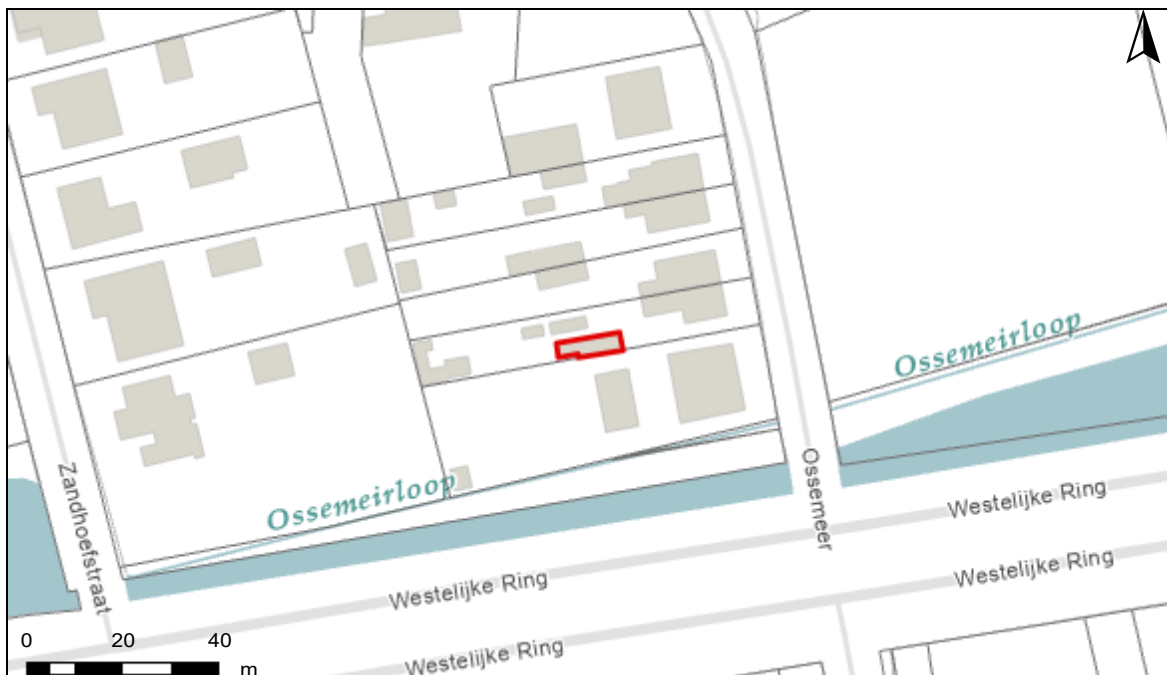 Ossemeirloop
Ossemeirloop
Zandhoefstraat
Ossemeer
Westelijke Ring
Westelijke Ring
Westelijke Ring
Westelijke Ring
0 20 40
m